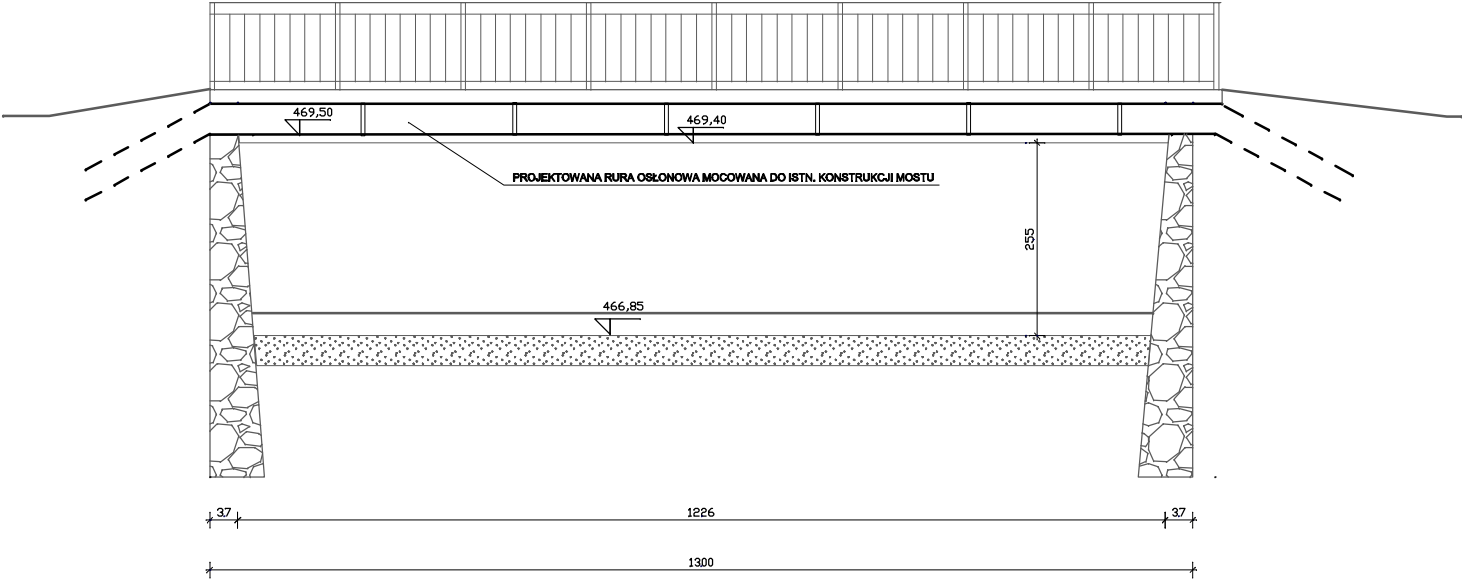 469,50
469,40
PROJEKTOWANA RURA OSŁONOWA MOCOWANA DO ISTN. KONSTRUKCJI MOSTU
255
466,85
37 1226 37
1300